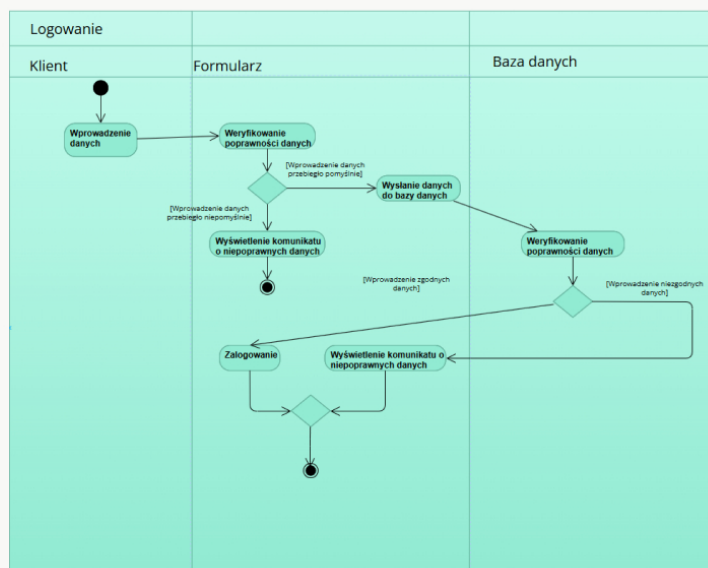 Logowanie
Klient
Formularz
Baza danych
Wprowadzenie
danych
Weryfikowanie
poprawności danych
[Wprowadzenie danych
przebiegło pomyślnie]
Wysłanie danych
do bazy danych
[Wprowadzenie danych
przebiegło niepomyślnie]
Wyświetlenie komunikatu
o niepoprawnych danych
Weryfikowanie
poprawności danych
[Wprowadzenie zgodnych
danych]
[Wprowadzenie niezgodnych
danych]
Zalogowanie
Wyświetlenie komunikatu o
niepoprawnych danych